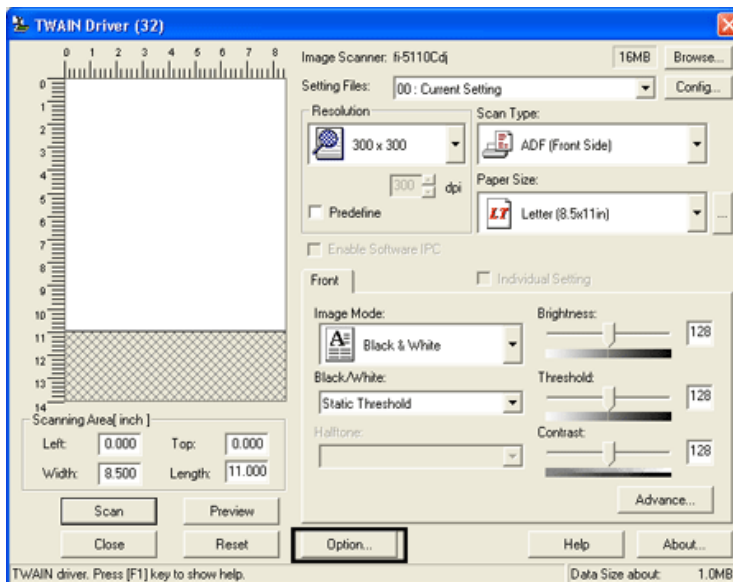 TWAIN Driver (32)
0 1 2 3 4 5 6 7 8
0
1
2
3
4
5
6
7
8
9
10
11
12
13
14
Image Scanner: fi-5110Cdj 16MB Browse...
Setting Files: 00 : Current Setting Config...
Resolution
300 x 300
300 dpi
Predefine
Scan Type:
ADF (Front Side)
Paper Size:
LT Letter (8.5x11in) ...
Enable Software IPC
Front Individual Setting
Image Mode:
A Black & White
Black/White:
Static Threshold
Halftone:
Brightness:
128
Threshold:
128
Contrast:
128
Advance...
Scanning Area[ inch ]
Left: 0.000 Top: 0.000
Width: 8.500 Length: 11.000
Scan Preview
Close Reset Option... Help About...
TWAIN driver. Press [F1] key to show help. Data Size about: 1.0MB